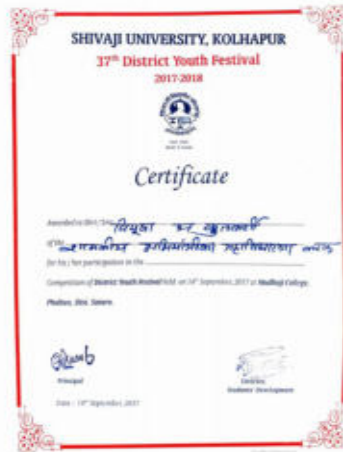 SHIVAJI UNIVERSITY, KOLHAPUR
37th District Youth Festival
2017-2018
Certificate
Awarded to Shri/
of the
for his / her participation in the
Competition of District Youth Festival held on 14th September, 2017 at Mudhoji College,
Phaltan, Dist. Satara.
Principal
Director
Students' Development
Date : 14th September, 2017